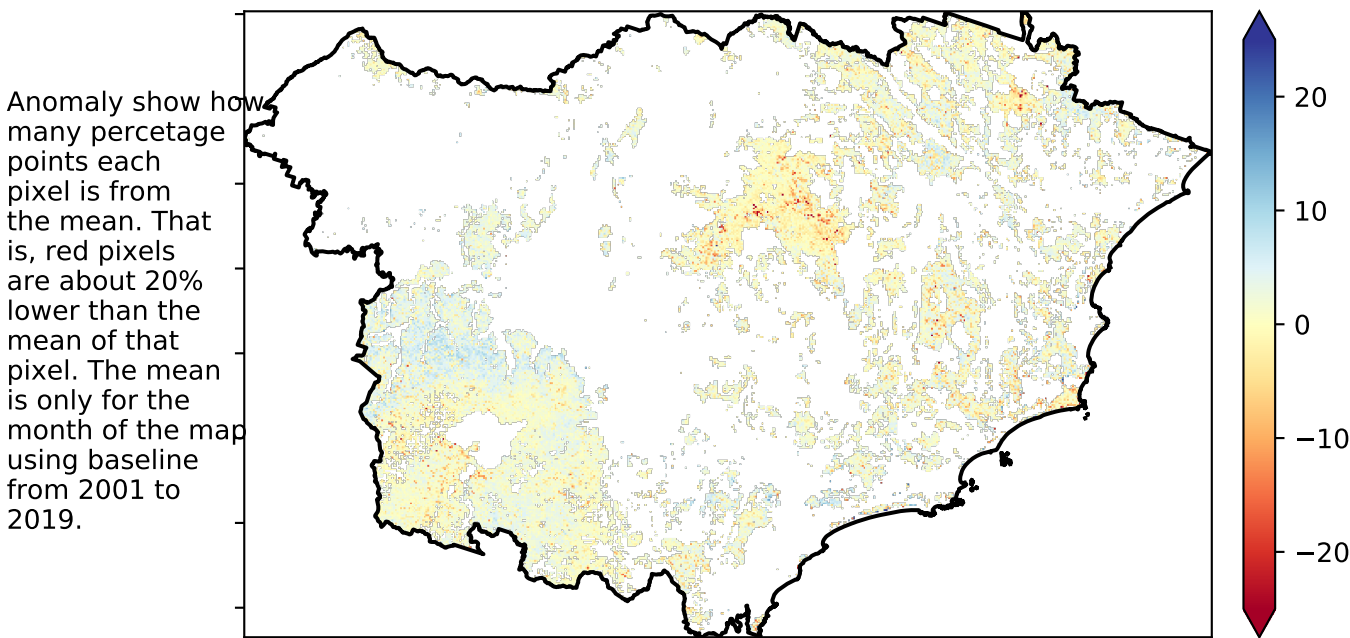 Anomaly show how
many percetage
points each
pixel is from
the mean. That
is, red pixels
are about 20%
lower than the
mean of that
pixel. The mean
is only for the
month of the map
using baseline
from 2001 to
2019.
20
10
0
−10
−20